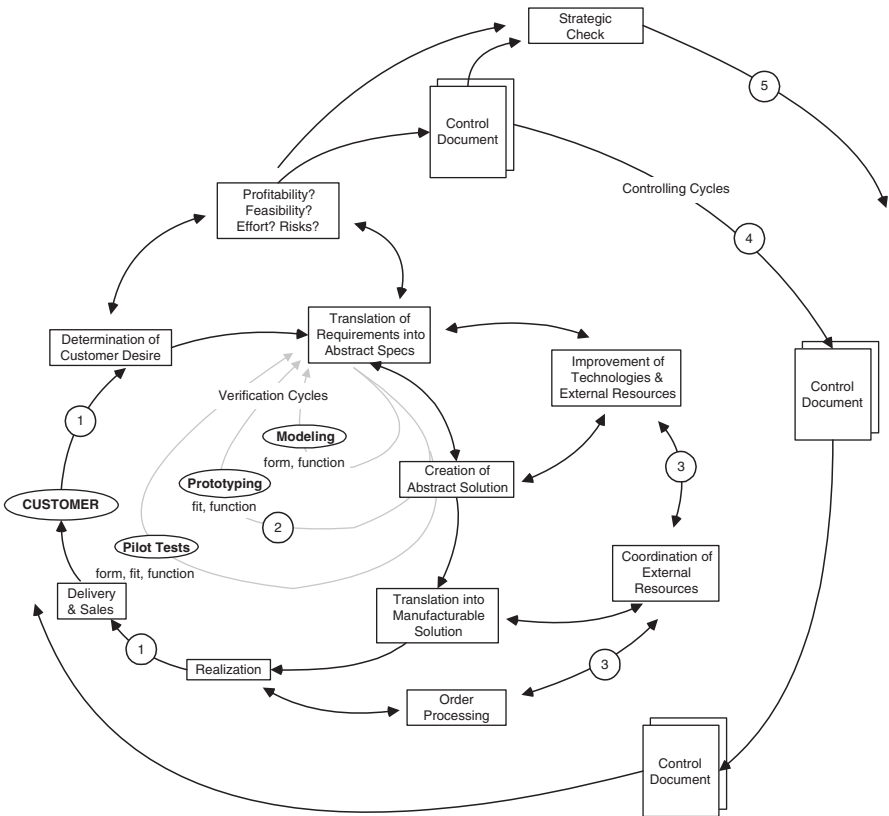 Strategic
Check
5
Control
Document
Controlling Cycles
Profitability?
Feasibility?
Effort? Risks?
4
Determination of
Customer Desire
Translation of
Requirements into
Abstract Specs
Improvement of
Technologies &
External Resources
Control
Document
Verification Cycles
1
Modeling
form, function
Creation of
Abstract Solution
3
Prototyping
fit, function
CUSTOMER
2
Pilot Tests
form, fit, function
Coordination of
External
Resources
Delivery
& Sales
Translation into
Manufacturable
Solution
1
Realization
3
Order
Processing
Control
Document